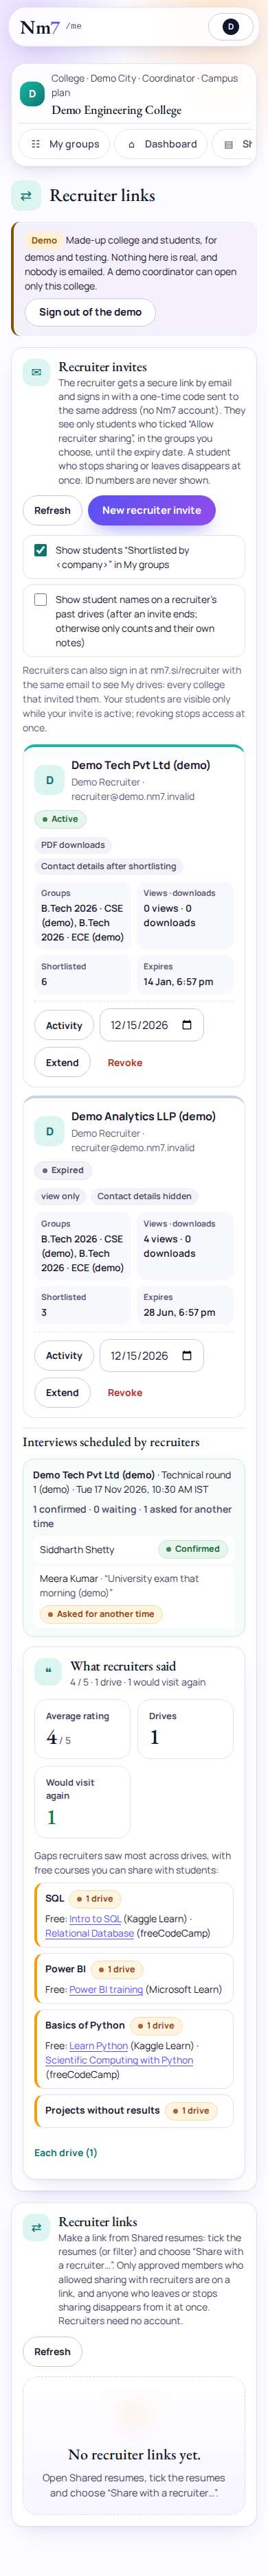 Nm7 /me
D
College · Demo City · Coordinator · Campus
plan
D
Demo Engineering College
My groups
Dashboard
Sh
Recruiter links
Demo Made-up college and students, for
demos and testing. Nothing here is real, and
nobody is emailed. A demo coordinator can open
only this college.
Sign out of the demo
Recruiter invites
The recruiter gets a secure link by email
and signs in with a one-time code sent to
the same address (no Nm7 account). They
see only students who ticked “Allow
recruiter sharing”, in the groups you
choose, until the expiry date. A student
who stops sharing or leaves disappears at
once. ID numbers are never shown.
Refresh
New recruiter invite
Show students “Shortlisted by
<company>” in My groups
Show student names on a recruiter's
past drives (after an invite ends;
otherwise only counts and their own
notes)
Recruiters can also sign in at nm7.si/recruiter with
the same email to see My drives: every college
that invited them. Your students are visible only
while your invite is active; revoking stops access at
once.
D
Demo Tech Pvt Ltd (demo)
Demo Recruiter ·
recruiter@demo.nm7.invalid
Active
PDF downloads
Contact details after shortlisting
Groups
B.Tech 2026 · CSE
(demo), B.Tech
2026 · ECE (demo)
Views · downloads
0 views · 0
downloads
Shortlisted
6
Expires
14 Jan, 6:57 pm
Activity
12/15/2026
Extend
Revoke
D
Demo Analytics LLP (demo)
Demo Recruiter ·
recruiter@demo.nm7.invalid
Expired
view only
Contact details hidden
Groups
B.Tech 2026 · CSE
(demo), B.Tech
2026 · ECE (demo)
Views · downloads
4 views · 0
downloads
Shortlisted
3
Expires
28 Jun, 6:57 pm
Activity
12/15/2026
Extend
Revoke
Interviews scheduled by recruiters
Demo Tech Pvt Ltd (demo) · Technical round
1 (demo) · Tue 17 Nov 2026, 10:30 AM IST
1 confirmed · 0 waiting · 1 asked for another
time
Siddharth Shetty
Confirmed
Meera Kumar · “University exam that
morning (demo)”
Asked for another time
What recruiters said
4 / 5 · 1 drive · 1 would visit again
Average rating
4 / 5
Drives
1
Would visit
again
1
Gaps recruiters saw most across drives, with
free courses you can share with students:
SQL 1 drive
Free: Intro to SQL (Kaggle Learn) ·
Relational Database (freeCodeCamp)
Power BI 1 drive
Free: Power BI training (Microsoft Learn)
Basics of Python 1 drive
Free: Learn Python (Kaggle Learn) ·
Scientific Computing with Python
(freeCodeCamp)
Projects without results 1 drive
Each drive (1)
Recruiter links
Make a link from Shared resumes: tick the
resumes (or filter) and choose “Share with
a recruiter…”. Only approved members who
allowed sharing with recruiters are on a
link, and anyone who leaves or stops
sharing disappears from it at once.
Recruiters need no account.
Refresh
No recruiter links yet.
Open Shared resumes, tick the resumes
and choose “Share with a recruiter…”.